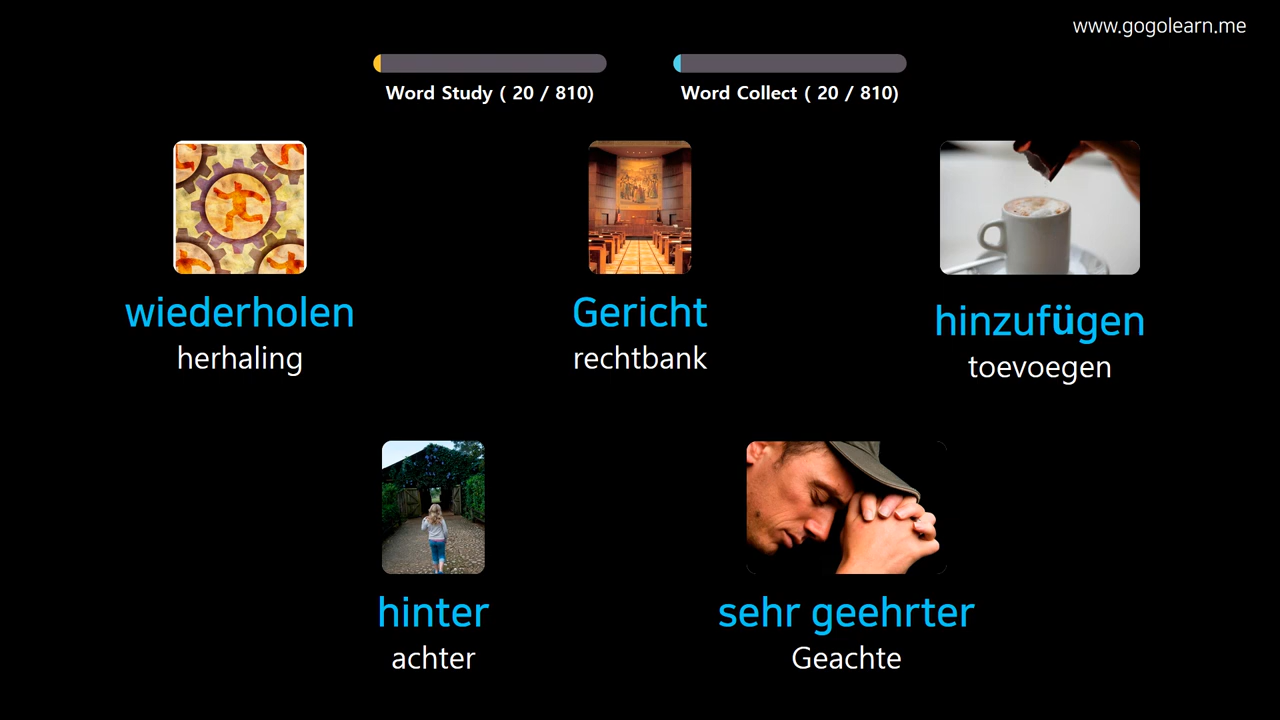 www.gogolearn.me
Word Study ( 20 / 810)
Word Collect ( 20 / 810)
wiederholen
herhaling
Gericht
rechtbank
hinzufügen
toevoegen
hinter
achter
sehr geehrter
Geachte